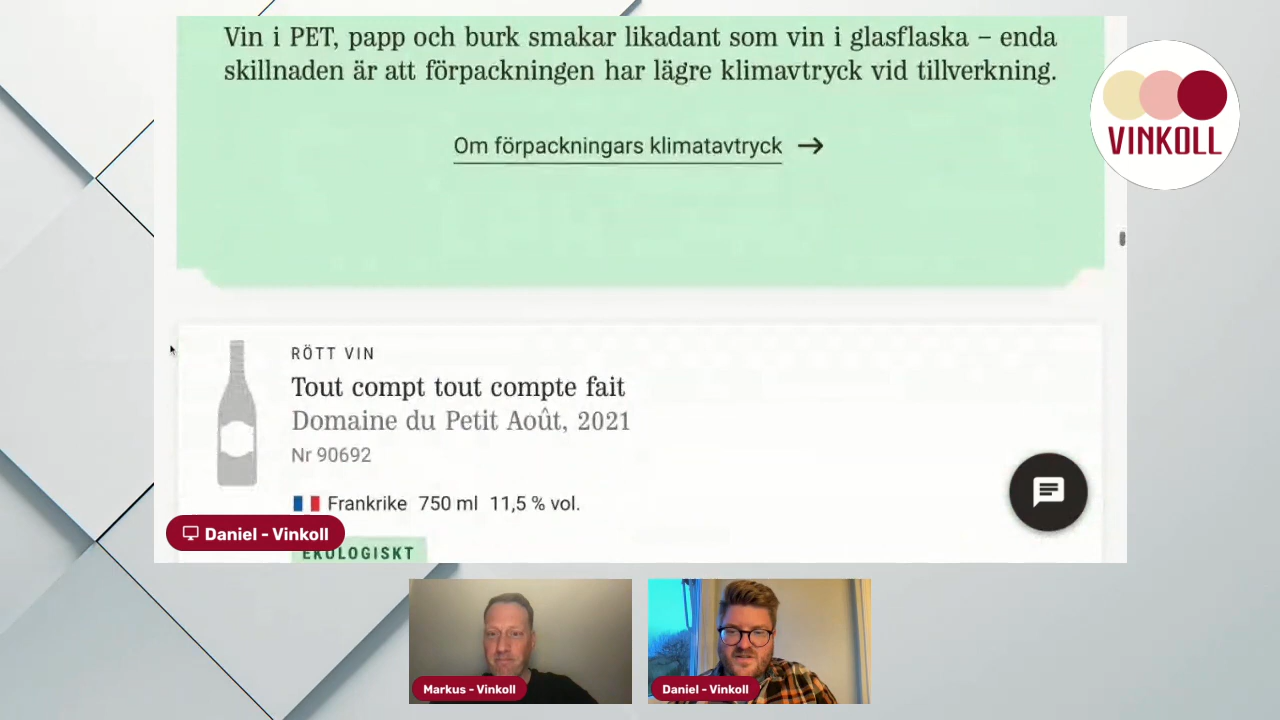 Vin i PET, papp och burk smakar likadant som vin i glasflaska – enda
skillnaden är att förpackningen har lägre klimavtryck vid tillverkning.
Om förpackningars klimatavtryck →
VINKOLL
RÖTT VIN
Tout compt tout compte fait
Domaine du Petit Août, 2021
Nr 90692
Frankrike 750 ml 11,5 % vol.
Daniel - Vinkoll
EKOLOGISKT
Markus - Vinkoll
Daniel - Vinkoll